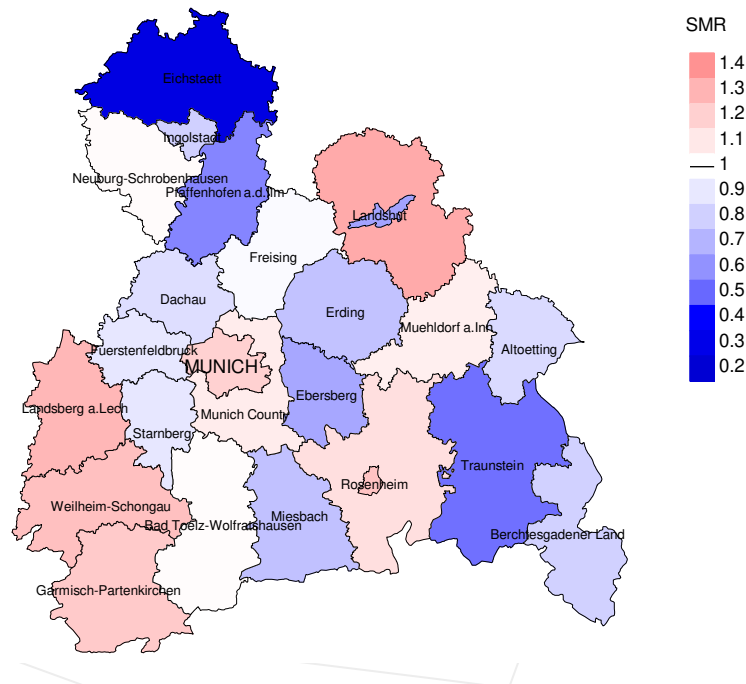 SMR
1.4
1.3
1.2
1.1
1
0.9
0.8
0.7
0.6
0.5
0.4
0.3
0.2
Eichstaett
Ingolstadt
Neuburg-Schrobenhausen
Pfaffenhofen a.d.Ilm
Landshut
Freising
Dachau
Erding
Muehldorf a.Inn
Altoetting
Fuerstenfeldbruck
MUNICH
Ebersberg
Landsberg a.Lech
Munich County
Starnberg
Traunstein
Rosenheim
Weilheim-Schongau
Miesbach
Bad Toelz-Wolfratshausen
Berchtesgadener Land
Garmisch-Partenkirchen